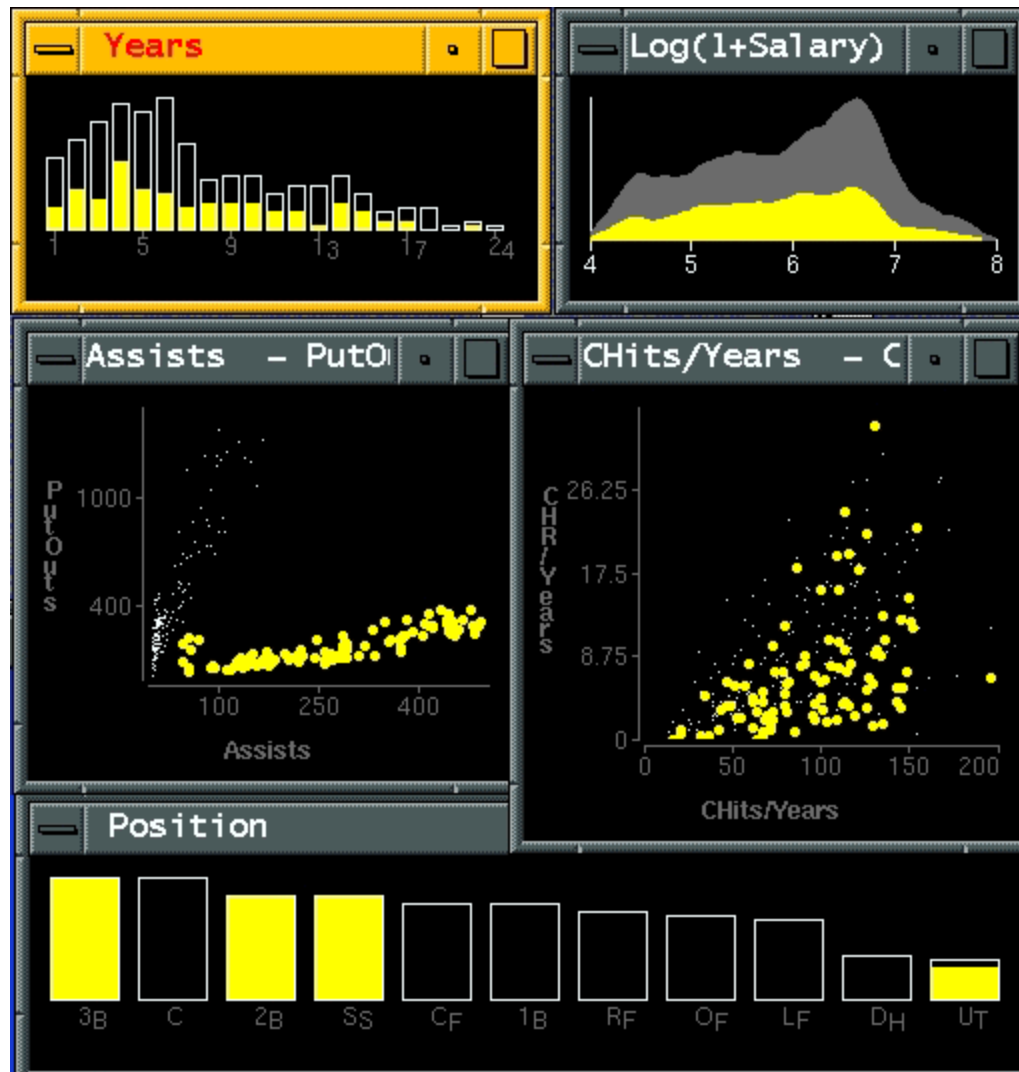 Years
Log(1+Salary)
1 5 9 13 17 24
4 5 6 7 8
Assists - PutO
CHits/Years - C
PutOuts
1000
400
100 250 400
Assists
CHR/Years
26.25
17.5
8.75
0
0 50 100 150 200
CHits/Years
Position
3B C 2B SS CF 1B RF OF LF DH UT